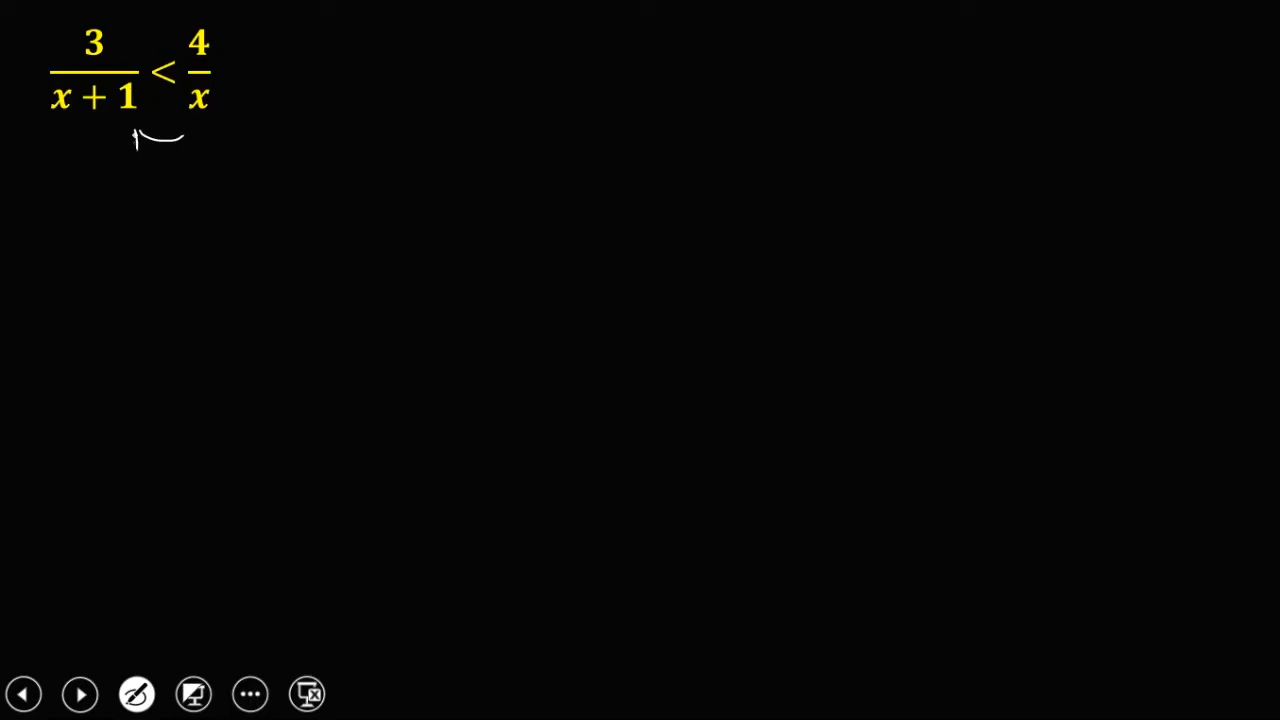 3/(x + 1) < 4/x